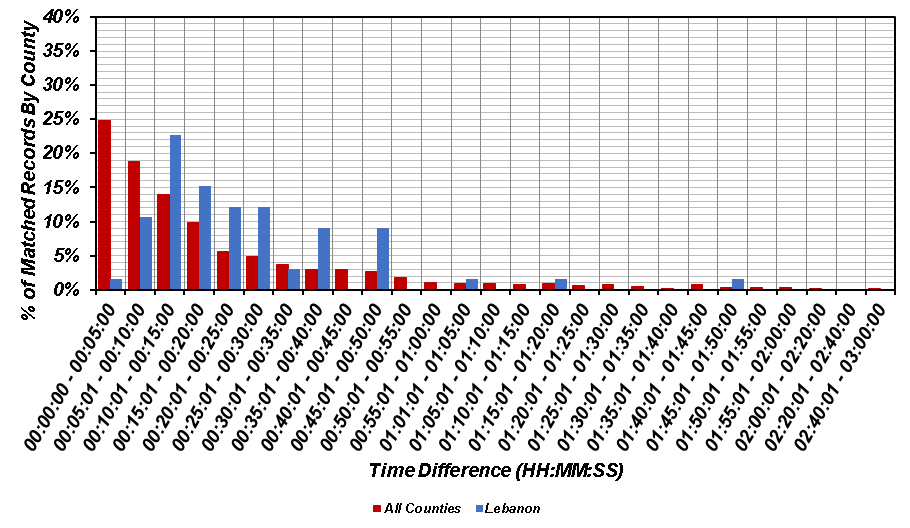 % of Matched Records By County
40%
35%
30%
25%
20%
15%
10%
5%
0%
00:00:00 - 00:05:00
00:05:01 - 00:10:00
00:10:01 - 00:15:00
00:15:01 - 00:20:00
00:20:01 - 00:25:00
00:25:01 - 00:30:00
00:30:01 - 00:35:00
00:35:01 - 00:40:00
00:40:01 - 00:45:00
00:45:01 - 00:50:00
00:50:01 - 00:55:00
00:55:01 - 01:00:00
01:01:01 - 01:05:00
01:05:01 - 01:10:00
01:10:01 - 01:15:00
01:15:01 - 01:20:00
01:20:01 - 01:25:00
01:25:01 - 01:30:00
01:30:01 - 01:35:00
01:35:01 - 01:40:00
01:40:01 - 01:45:00
01:45:01 - 01:50:00
01:50:01 - 01:55:00
01:55:01 - 02:00:00
02:00:01 - 02:20:00
02:20:01 - 02:40:00
02:40:01 - 03:00:00
Time Difference (HH:MM:SS)
All Counties Lebanon